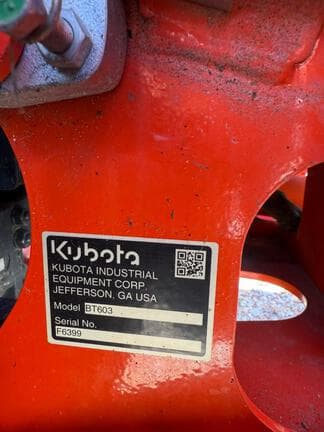 Kubota
KUBOTA INDUSTRIAL
EQUIPMENT CORP.
JEFFERSON, GA USA
Model BT603
Serial No.
F6399